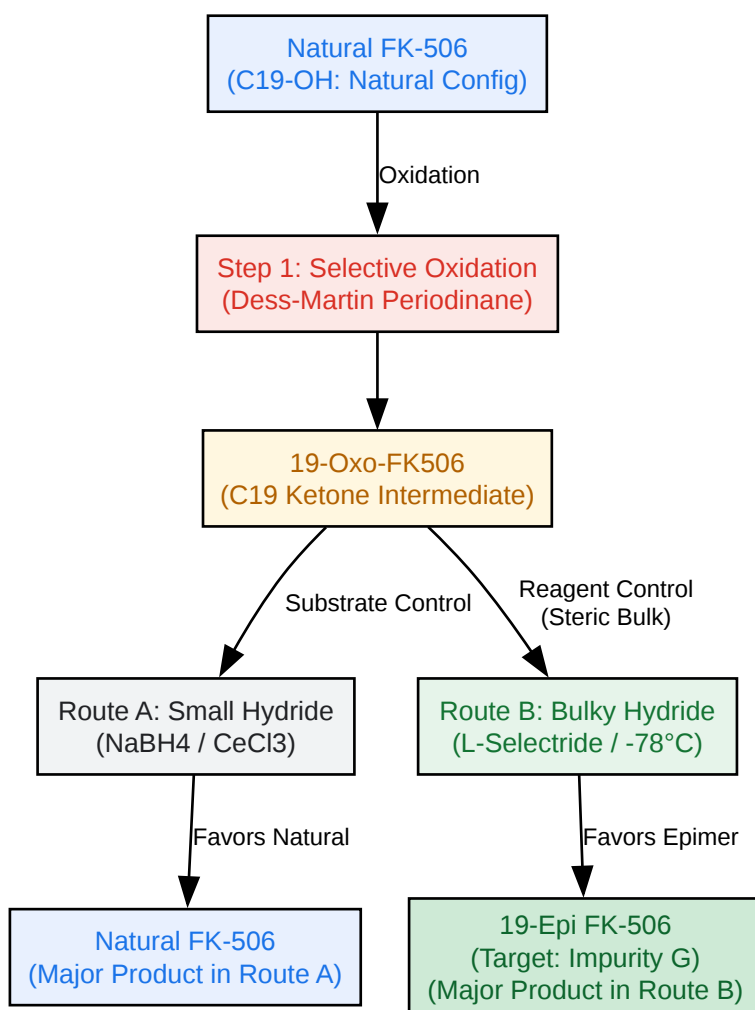 Natural FK-506
(C19-OH: Natural Config)
Oxidation
Step 1: Selective Oxidation
(Dess-Martin Periodinane)
19-Oxo-FK506
(C19 Ketone Intermediate)
Substrate Control
Reagent Control
(Steric Bulk)
Route A: Small Hydride
(NaBH4 / CeCl3)
Route B: Bulky Hydride
(L-Selectride / -78°C)
Favors Natural
Favors Epimer
Natural FK-506
(Major Product in Route A)
19-Epi FK-506
(Target: Impurity G)
(Major Product in Route B)